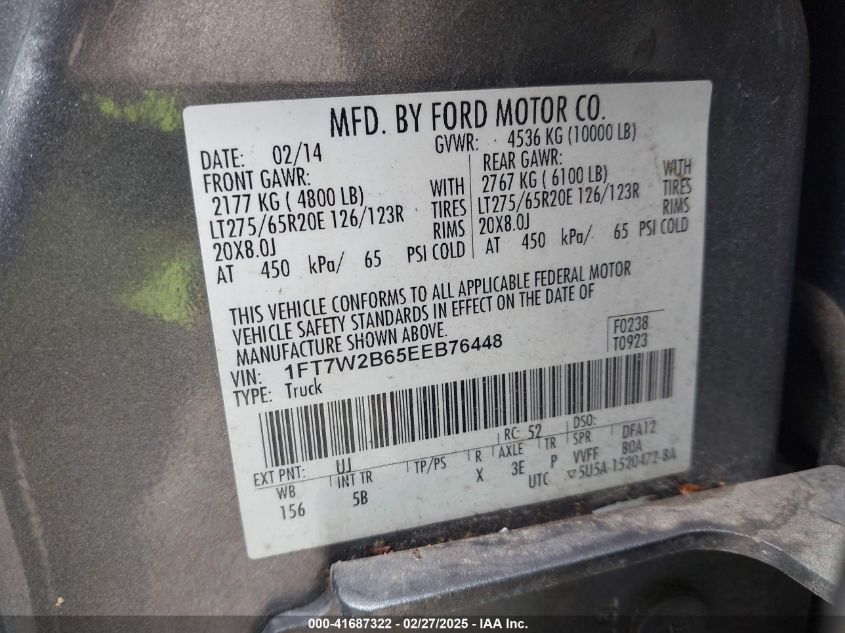 MFD. BY FORD MOTOR CO.
DATE: 02/14 GVWR: 4536 KG (10000 LB)
FRONT GAWR: REAR GAWR:
2177 KG ( 4800 LB) WITH 2767 KG ( 6100 LB) WITH
LT275/65R20E 126/123R TIRES LT275/65R20E 126/123R TIRES
20X8.0J RIMS 20X8.0J RIMS
AT 450 kPa/ 65 PSI COLD AT 450 kPa/ 65 PSI COLD
THIS VEHICLE CONFORMS TO ALL APPLICABLE FEDERAL MOTOR
VEHICLE SAFETY STANDARDS IN EFFECT ON THE DATE OF
MANUFACTURE SHOWN ABOVE.
F0238
T0923
VIN: 1FT7W2B65EEB76448
TYPE: Truck
EXT PNT: UJ RC: 52 DSO:
WB INT TR TP/PS R AXLE TR SPR DFA12
156 5B X 3E P VVFF BOA
UTC ▽5U5A-1520472-BA
000-41687322 - 02/27/2025 - IAA Inc.